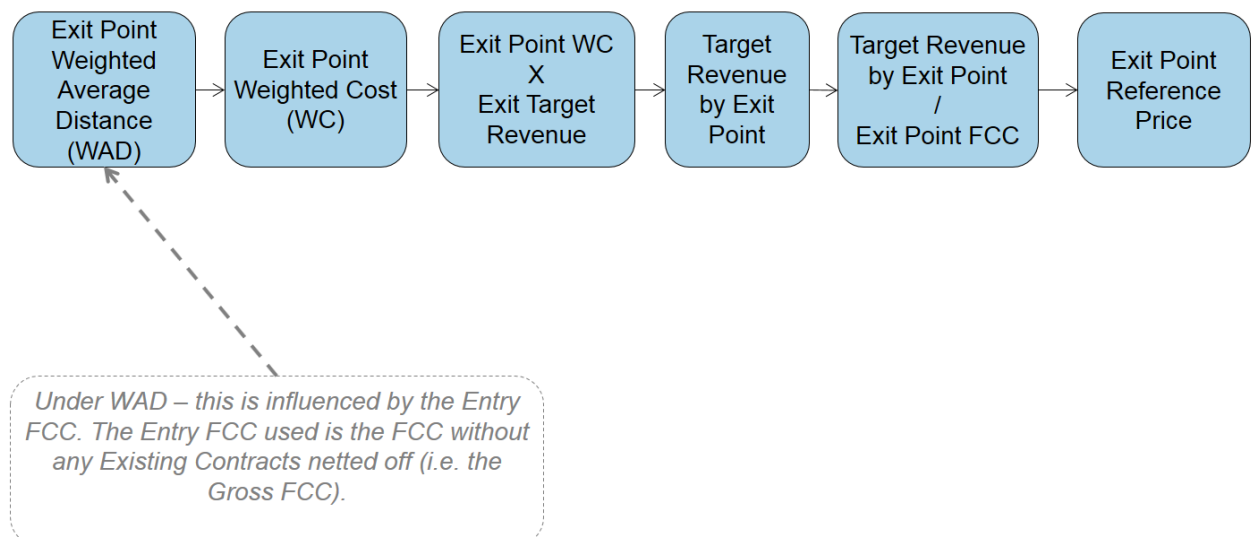 Exit Point
Weighted
Average
Distance
(WAD)
Exit Point
Weighted Cost
(WC)
Exit Point WC
X
Exit Target
Revenue
Target
Revenue
by Exit
Point
Target Revenue
by Exit Point
/
Exit Point FCC
Exit Point
Reference
Price
Under WAD – this is influenced by the Entry
FCC. The Entry FCC used is the FCC without
any Existing Contracts netted off (i.e. the
Gross FCC).